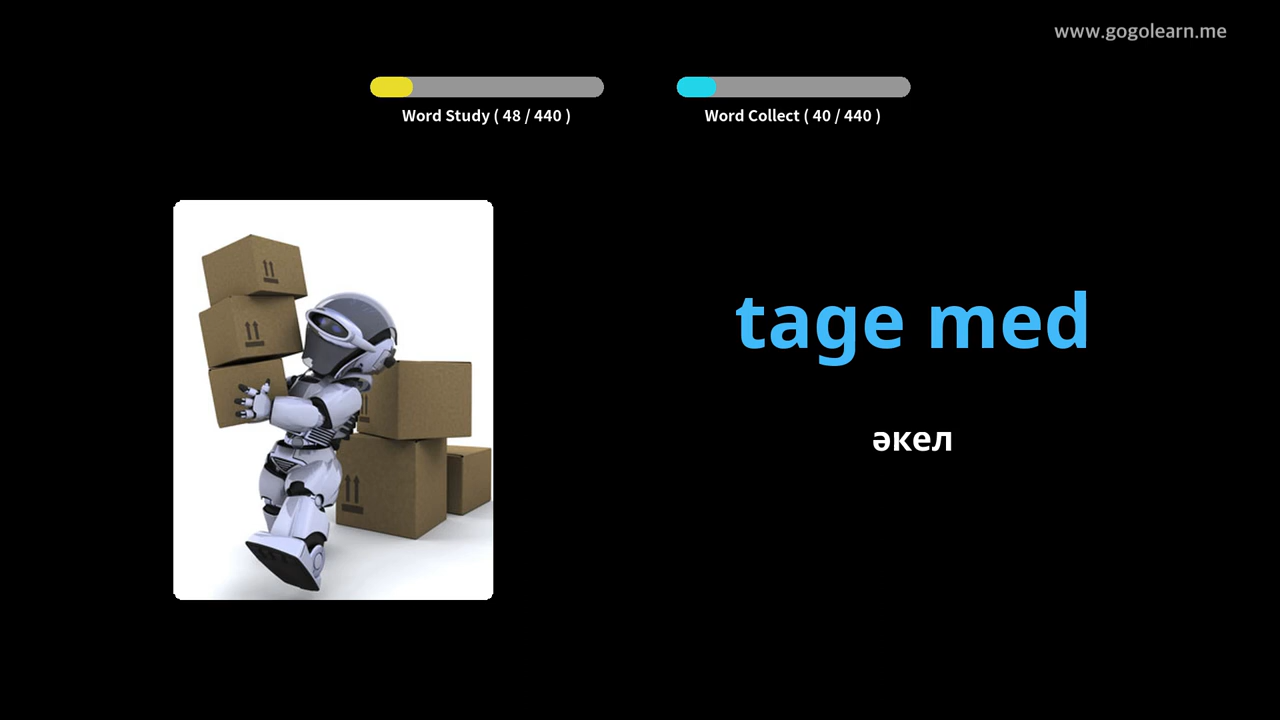 www.gogolearn.me
Word Study ( 48 / 440 )
Word Collect ( 40 / 440 )
tage med
әкел